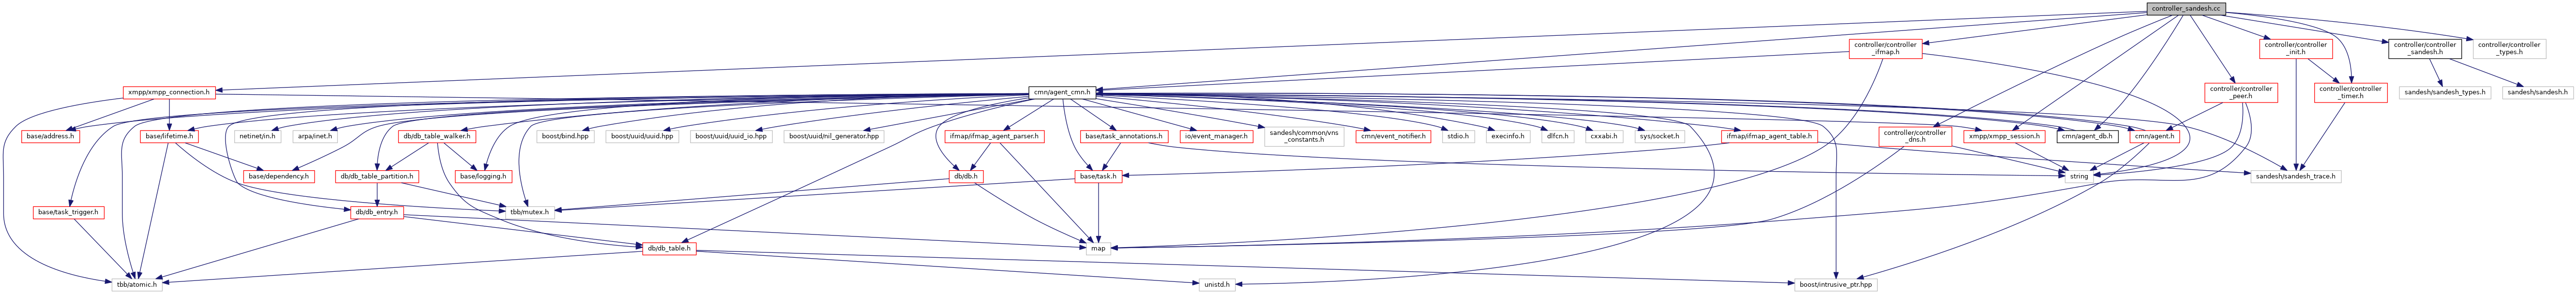 controller_sandesh.cc
controller/controller
_ifmap.h
controller/controller
_init.h
controller/controller
_sandesh.h
controller/controller
_types.h
xmpp/xmpp_connection.h
cmn/agent_cmn.h
controller/controller
_peer.h
controller/controller
_timer.h
sandesh/sandesh_types.h
sandesh/sandesh.h
base/address.h
base/lifetime.h
netinet/in.h
arpa/inet.h
db/db_table_walker.h
boost/bind.hpp
boost/uuid/uuid.hpp
boost/uuid/uuid_io.hpp
boost/uuid/nil_generator.hpp
ifmap/ifmap_agent_parser.h
base/task_annotations.h
io/event_manager.h
sandesh/common/vns
_constants.h
cmn/event_notifier.h
stdio.h
execinfo.h
dlfcn.h
cxxabi.h
sys/socket.h
ifmap/ifmap_agent_table.h
controller/controller
_dns.h
xmpp/xmpp_session.h
cmn/agent_db.h
cmn/agent.h
base/dependency.h
db/db_table_partition.h
base/logging.h
db/db.h
base/task.h
string
sandesh/sandesh_trace.h
base/task_trigger.h
db/db_entry.h
tbb/mutex.h
db/db_table.h
map
tbb/atomic.h
unistd.h
boost/intrusive_ptr.hpp